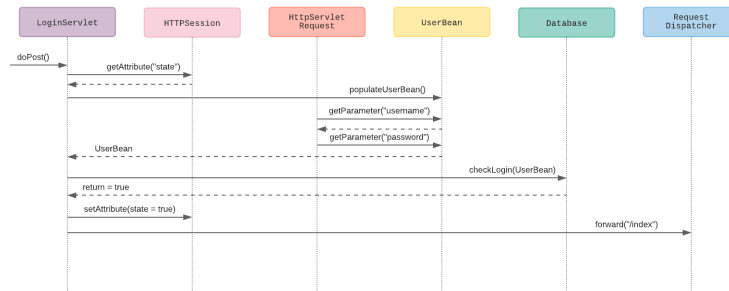 LoginServlet
HTTPSession
HttpServlet
Request
UserBean
Database
Request
Dispatcher
doPost()
getAttribute("state")
populateUserBean()
getParameter("username")
getParameter("password")
UserBean
checkLogin(UserBean)
return = true
setAttribute(state = true)
forward("/index")